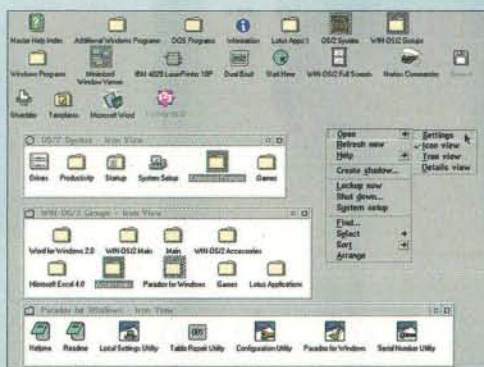 Master Help Index Additional Windows Programs DOS Programs Information Lotus Apps OS/2 System WIN-OS/2 Groups
Windows Programs Minimized Window Viewer IBM 4029 LaserPrinter 10P Dual Boot Start Here WIN-OS/2 Full Screen Norton Commander
Shredder Templates Microsoft Word
OS/2 System - Icon View
Drives Productivity Startup System Setup Command Prompts Games
WIN-OS/2 Groups - Icon View
Word for Windows 2.0 WIN-OS/2 Main Main WIN-OS/2 Accessories
Microsoft Excel 4.0 Accessories Paradox for Windows Games Lotus Applications
Paradox for Windows - Icon View
Helpme Readme Local Settings Utility Table Repair Utility Configuration Utility Paradox for Windows Serial Number Utility
Open
Refresh now
Help
Create shadow...
Lockup now
Shut down...
System setup
Find...
Select
Sort
Arrange
Settings
Icon view
Tree view
Details view